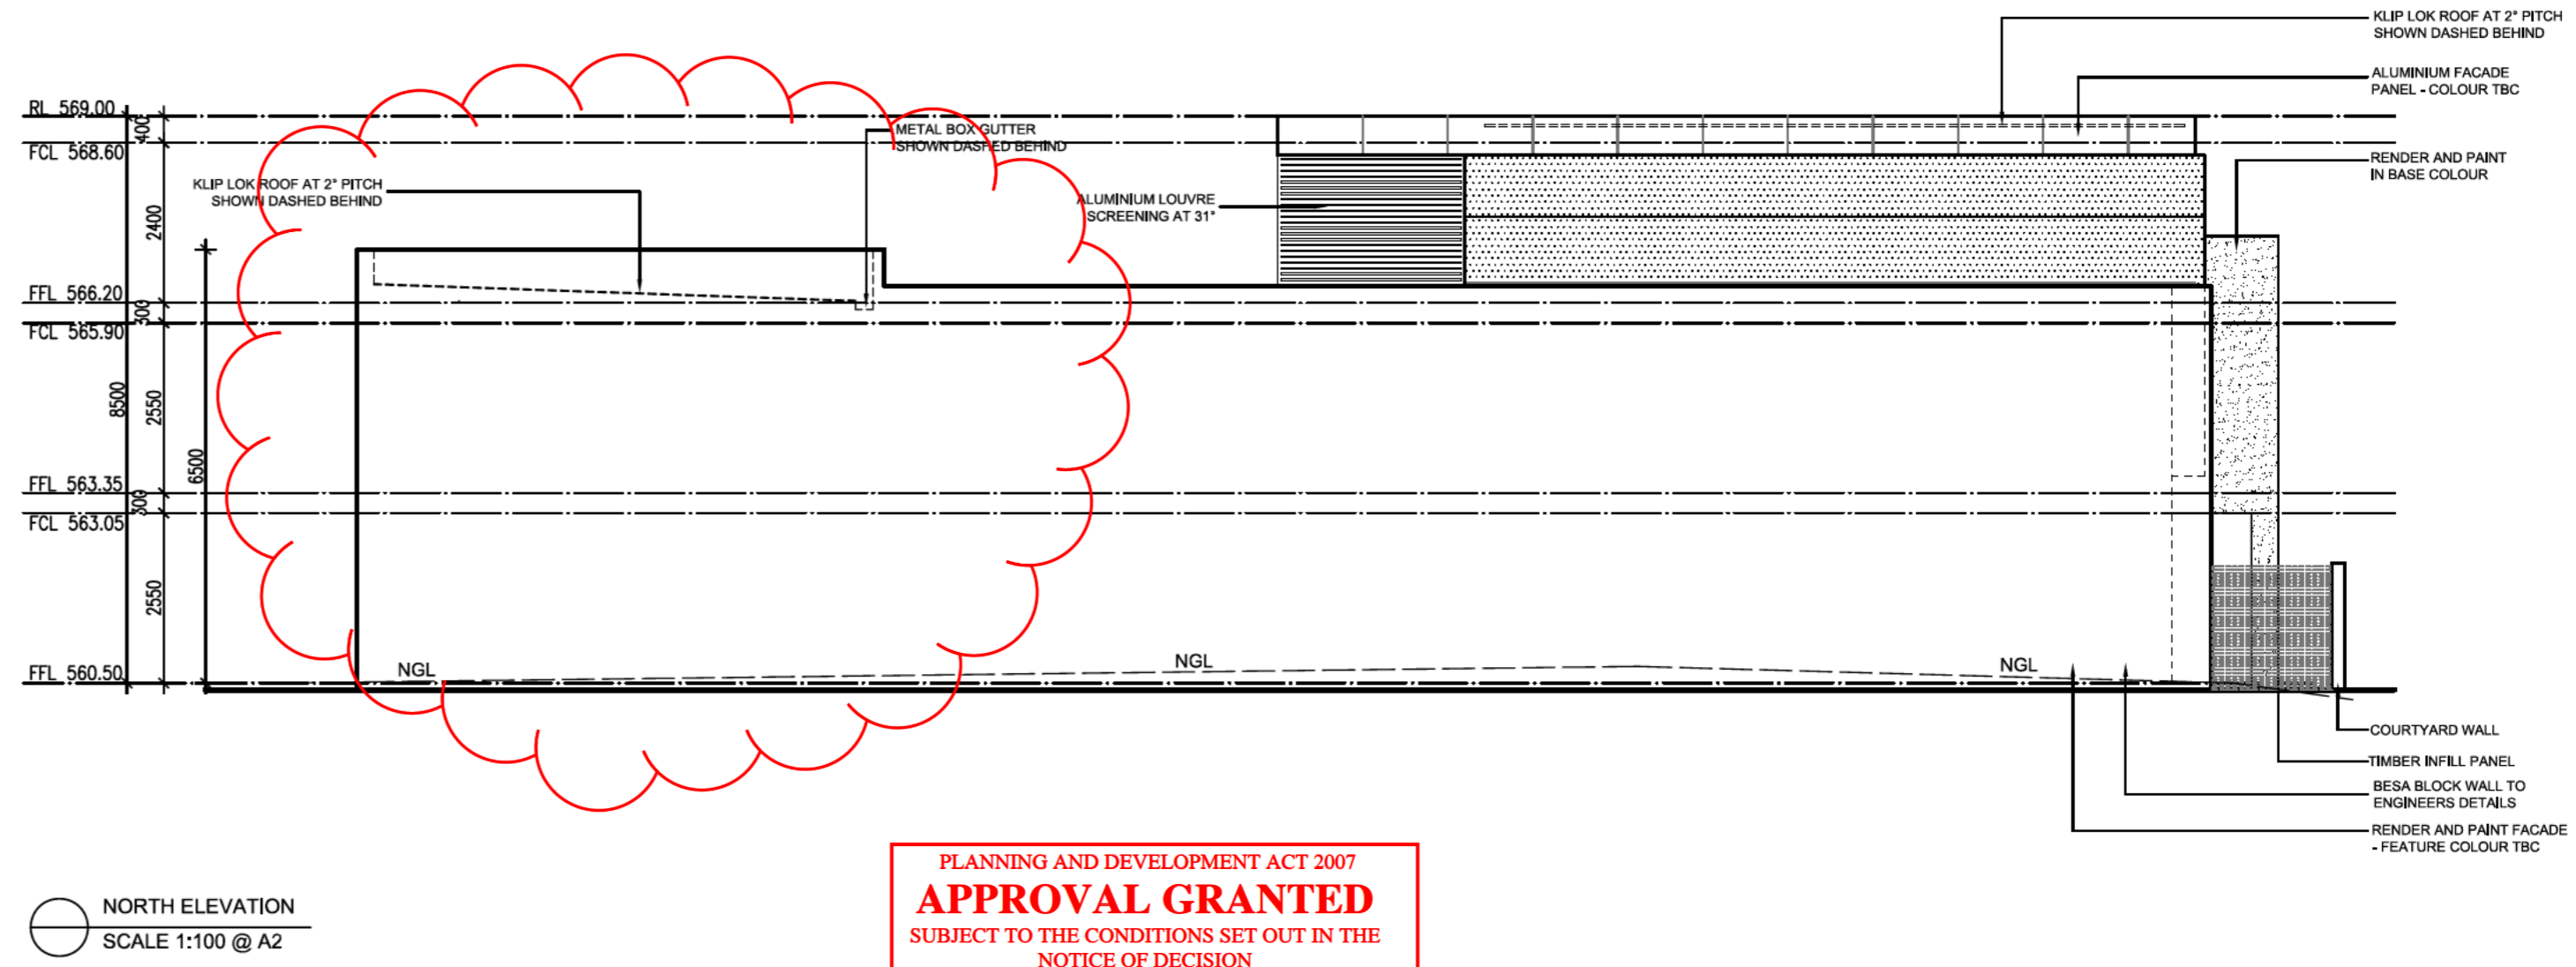 KLIP LOK ROOF AT 2° PITCH
SHOWN DASHED BEHIND
ALUMINIUM FACADE
PANEL - COLOUR TBC
RL 569.00
400
METAL BOX GUTTER
SHOWN DASHED BEHIND
FCL 568.60
RENDER AND PAINT
IN BASE COLOUR
KLIP LOK ROOF AT 2° PITCH
SHOWN DASHED BEHIND
ALUMINIUM LOUVRE
SCREENING AT 31°
2400
FFL 566.20
300
FCL 565.90
8500
2550
6500
FFL 563.35
300
FCL 563.05
2550
FFL 560.50
NGL
NGL
NGL
COURTYARD WALL
TIMBER INFILL PANEL
BESA BLOCK WALL TO
ENGINEERS DETAILS
RENDER AND PAINT FACADE
- FEATURE COLOUR TBC
NORTH ELEVATION
SCALE 1:100 @ A2
PLANNING AND DEVELOPMENT ACT 2007
APPROVAL GRANTED
SUBJECT TO THE CONDITIONS SET OUT IN THE
NOTICE OF DECISION